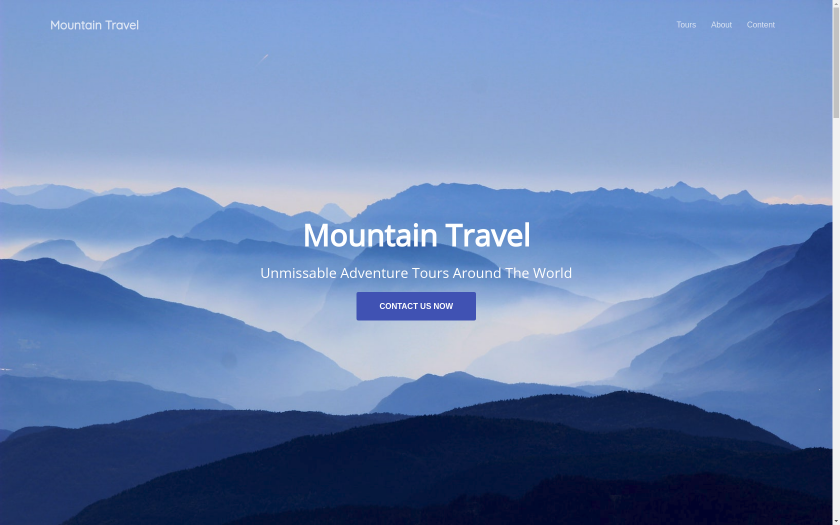 Mountain Travel
Tours About Content
Mountain Travel
Unmissable Adventure Tours Around The World
CONTACT US NOW